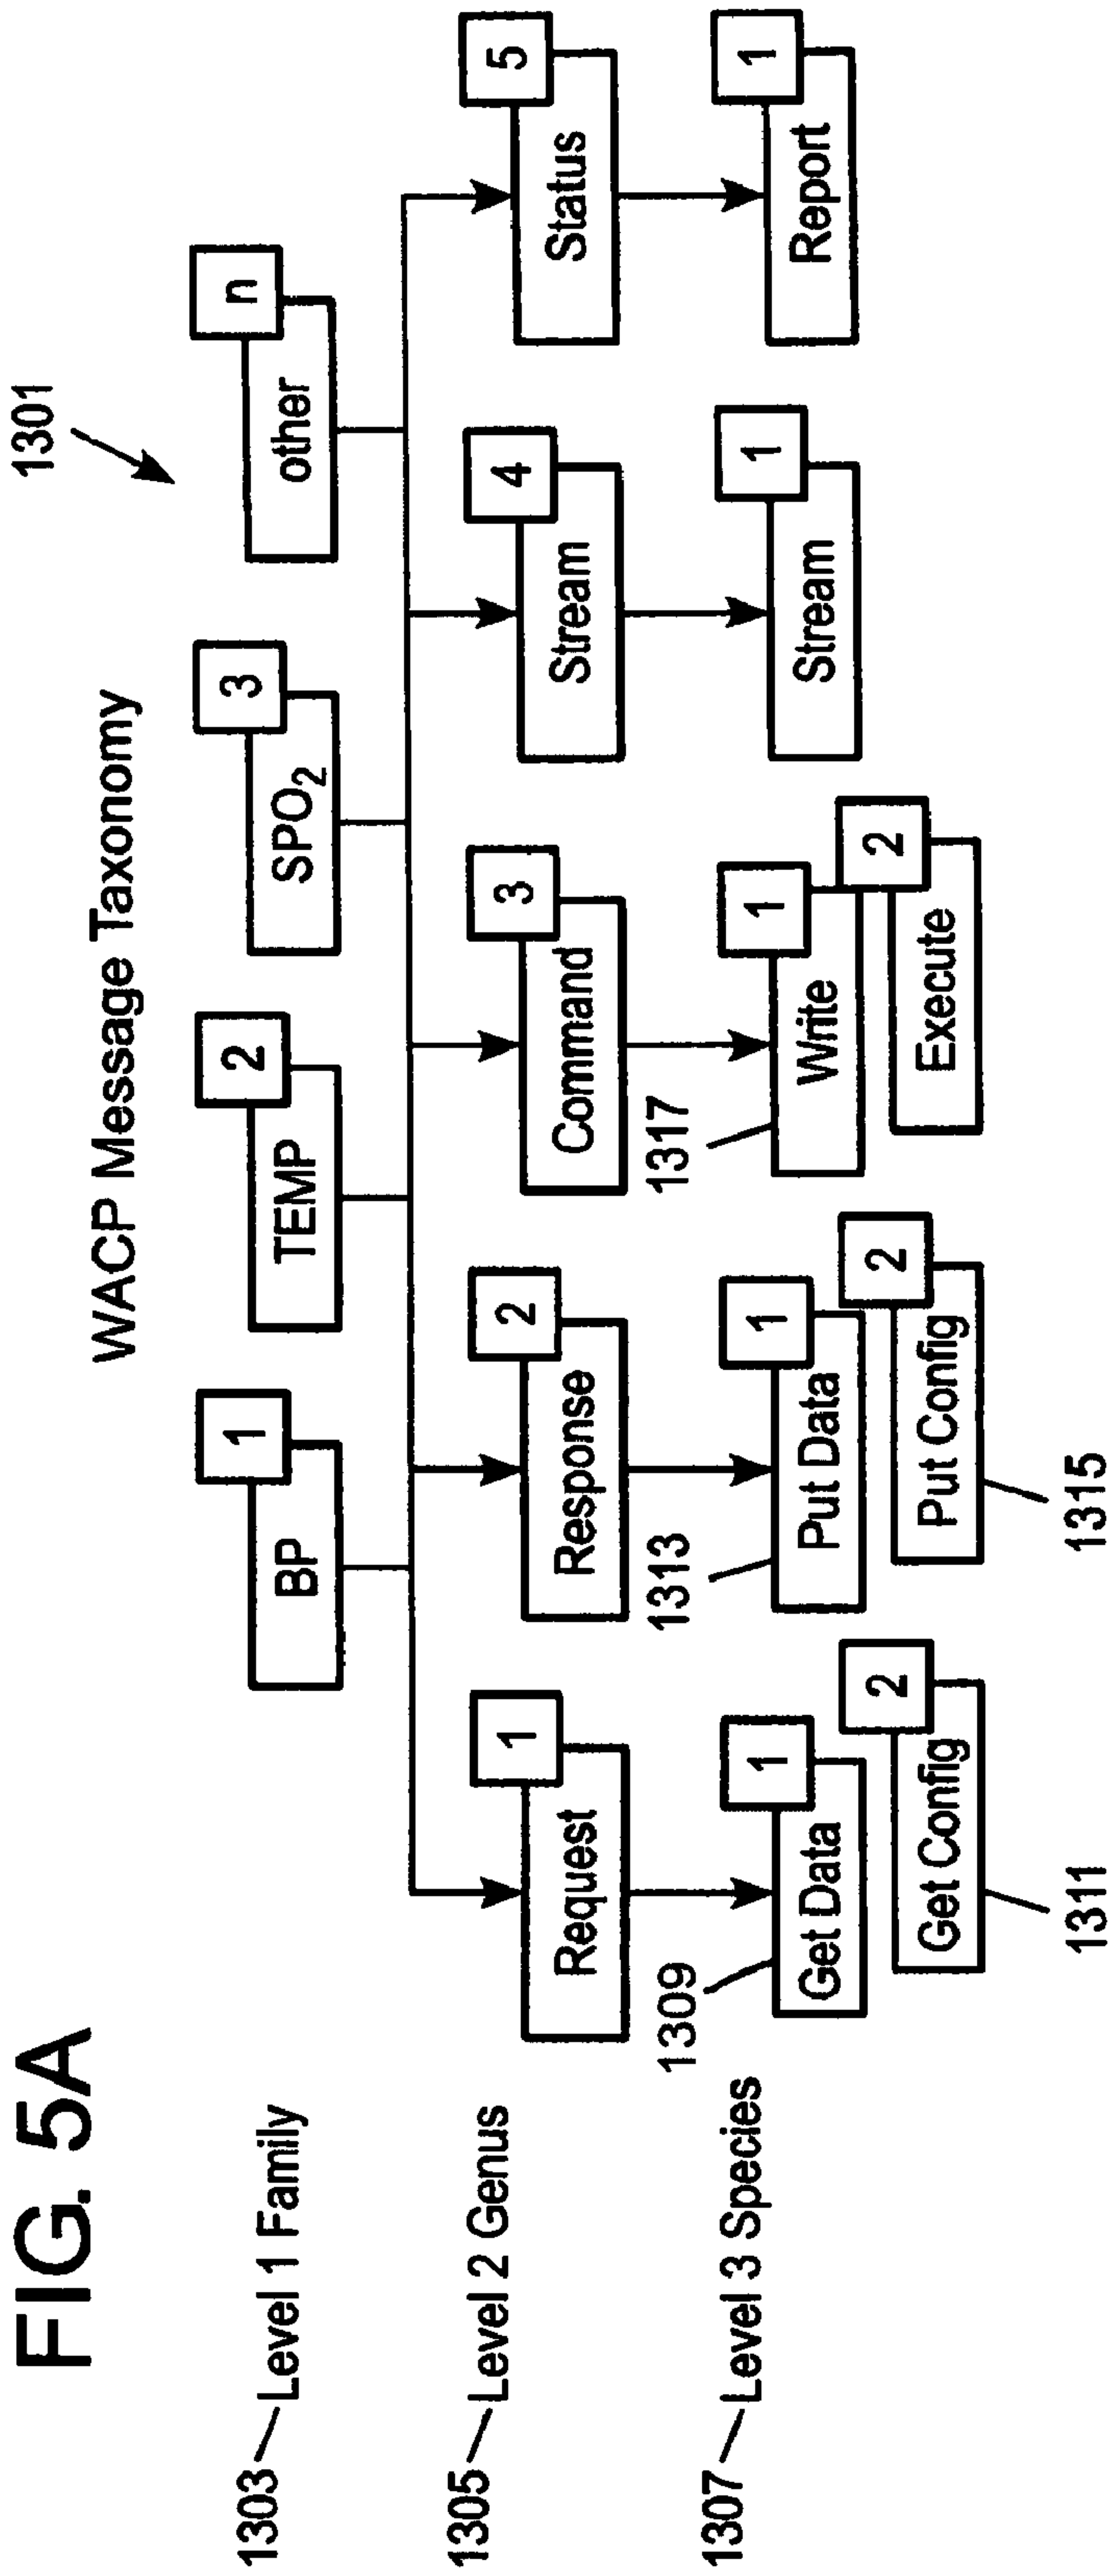 FIG. 5A
WACP Message Taxonomy
1301
1303
Level 1 Family
BP
1
TEMP
2
SPO₂
3
other
n
1305
Level 2 Genus
Request
1
Response
2
Command
3
Stream
4
Status
5
1307
Level 3 Species
1309
Get Data
1
1313
Put Data
1
1317
Write
1
Stream
1
Report
1
Get Config
2
Put Config
2
Execute
2
1311
1315